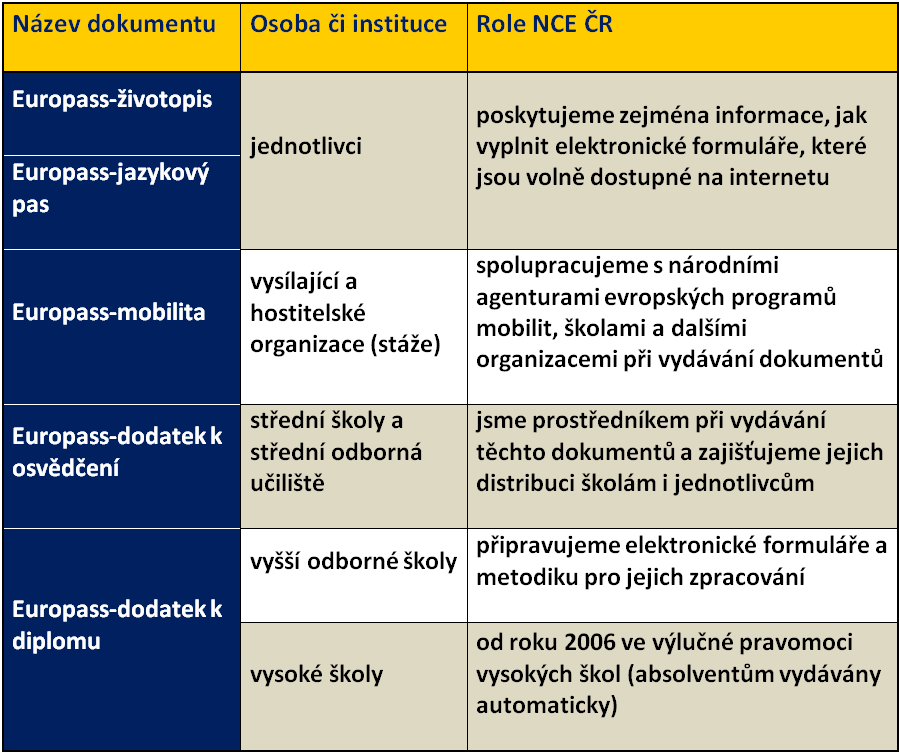 Název dokumentu
Osoba či instituce
Role NCE ČR
Europass-životopis
Europass-jazykový
pas
jednotlivci
poskytujeme zejména informace, jak
vyplnit elektronické formuláře, které
jsou volně dostupné na internetu
Europass-mobilita
vysílající a
hostitelské
organizace (stáže)
spolupracujeme s národními
agenturami evropských programů
mobilit, školami a dalšími
organizacemi při vydávání dokumentů
Europass-dodatek k
osvědčení
střední školy a
střední odborná
učiliště
jsme prostředníkem při vydávání
těchto dokumentů a zajišťujeme jejich
distribuci školám i jednotlivcům
Europass-dodatek k
diplomu
vyšší odborné školy
připravujeme elektronické formuláře a
metodiku pro jejich zpracování
vysoké školy
od roku 2006 ve výlučné pravomoci
vysokých škol (absolventům vydávány
automaticky)